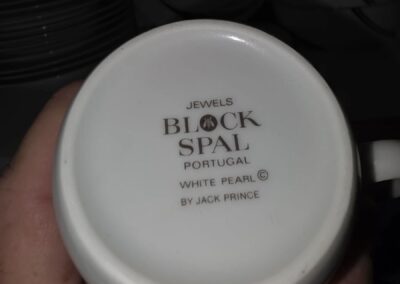 JEWELS
BLOCK
SPAL
PORTUGAL
WHITE PEARL ©
BY JACK PRINCE